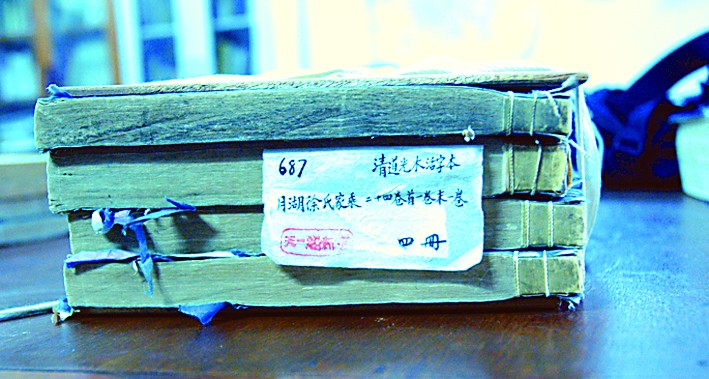 687 清道光木活字本
月湖徐氏家乘二十四卷首一卷末一卷
四册